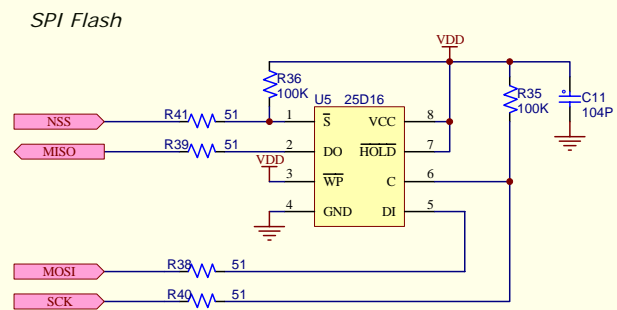 SPI Flash
VDD
R36
100K
U5 25D16
R35
100K
C11
104P
R41 51
NSS
1 S VCC 8
R39 51
MISO
2 DO HOLD 7
VDD
3 WP C 6
4 GND DI 5
R38 51
MOSI
R40 51
SCK